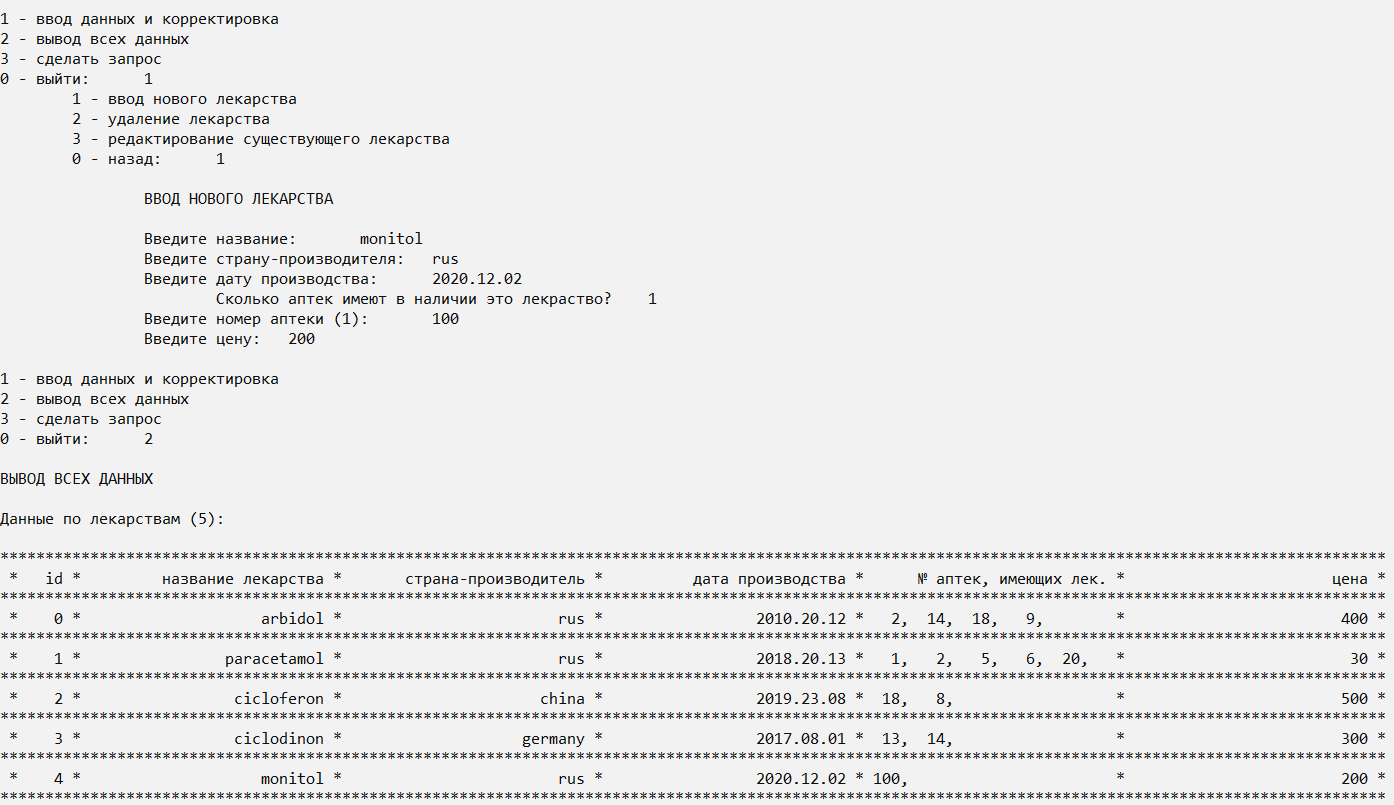 1 - ввод данных и корректировка
2 - вывод всех данных
3 - сделать запрос
0 - выйти: 1
1 - ввод нового лекарства
2 - удаление лекарства
3 - редактирование существующего лекарства
0 - назад: 1
ВВОД НОВОГО ЛЕКАРСТВА
Введите название: monitol
Введите страну-производителя: rus
Введите дату производства: 2020.12.02
Сколько аптек имеют в наличии это лекраство? 1
Введите номер аптеки (1): 100
Введите цену: 200
1 - ввод данных и корректировка
2 - вывод всех данных
3 - сделать запрос
0 - выйти: 2
ВЫВОД ВСЕХ ДАННЫХ
Данные по лекарствам (5):
**********************************************************************************************************************************************************
* id * название лекарства * страна-производитель * дата производства * № аптек, имеющих лек. * цена *
**********************************************************************************************************************************************************
* 0 * arbidol * rus * 2010.20.12 * 2, 14, 18, 9, * 400 *
**********************************************************************************************************************************************************
* 1 * paracetamol * rus * 2018.20.13 * 1, 2, 5, 6, 20, * 30 *
**********************************************************************************************************************************************************
* 2 * cicloferon * china * 2019.23.08 * 18, 8, * 500 *
**********************************************************************************************************************************************************
* 3 * ciclodinon * germany * 2017.08.01 * 13, 14, * 300 *
**********************************************************************************************************************************************************
* 4 * monitol * rus * 2020.12.02 * 100, * 200 *
**********************************************************************************************************************************************************